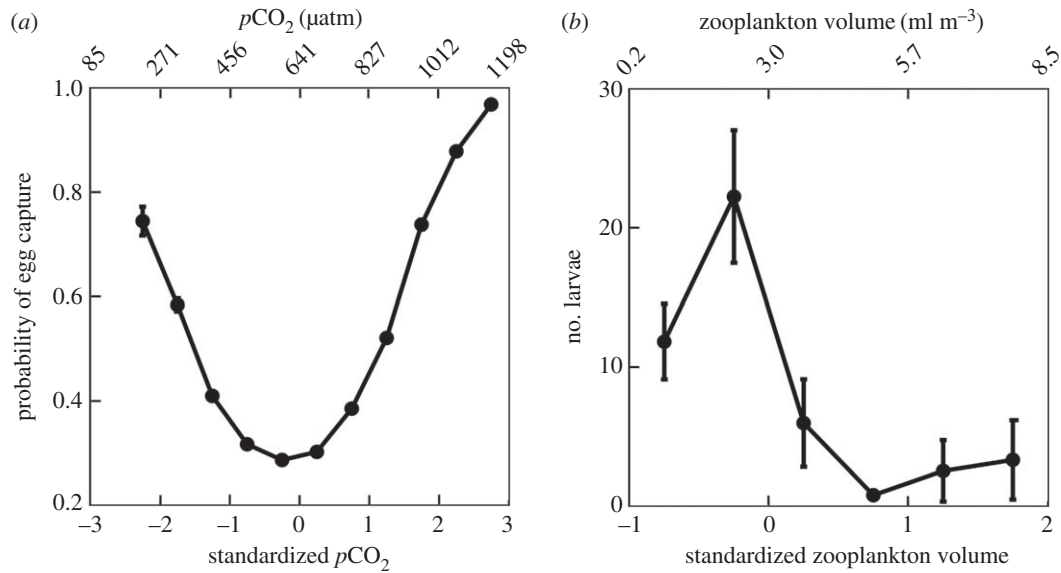 (a)
pCO2 (µatm)
85 271 456 641 827 1012 1198
1.0
0.8
0.6
0.4
0.2
probability of egg capture
–3 –2 –1 0 1 2 3
standardized pCO2
(b)
zooplankton volume (ml m–3)
0.2 3.0 5.7 8.5
30
20
10
0
no. larvae
–1 0 1 2
standardized zooplankton volume